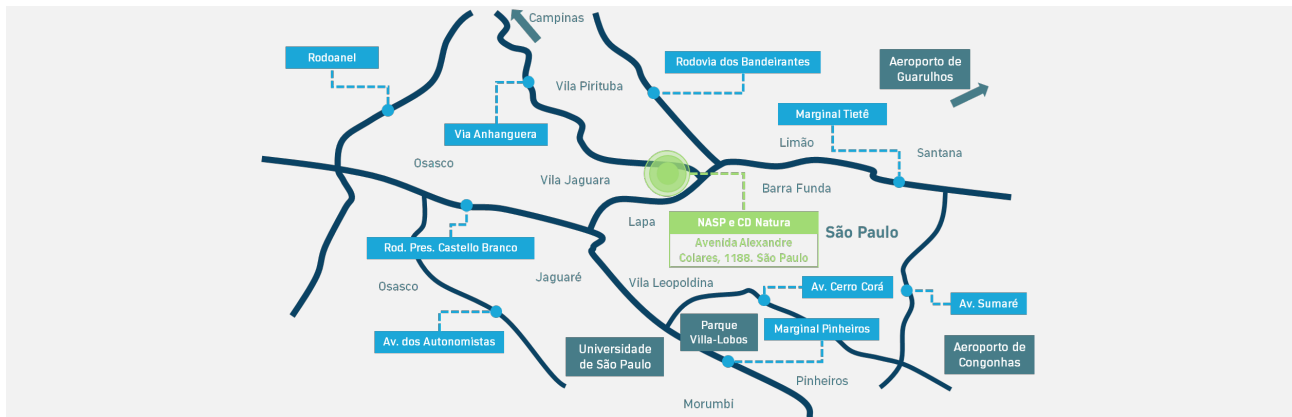 Campinas
Rodoanel
Rodovia dos Bandeirantes
Aeroporto de
Guarulhos
Vila Pirituba
Marginal Tietê
Via Anhanguera
Limão
Santana
Osasco
Vila Jaguara
Barra Funda
Lapa
NASP e CD Natura
Avenida Alexandre
Colares, 1188. São Paulo
São Paulo
Rod. Pres. Castello Branco
Jaguaré
Vila Leopoldina
Osasco
Av. Cerro Corá
Av. Sumaré
Av. dos Autonomistas
Parque
Villa-Lobos
Marginal Pinheiros
Universidade
de São Paulo
Aeroporto de
Congonhas
Pinheiros
Morumbi